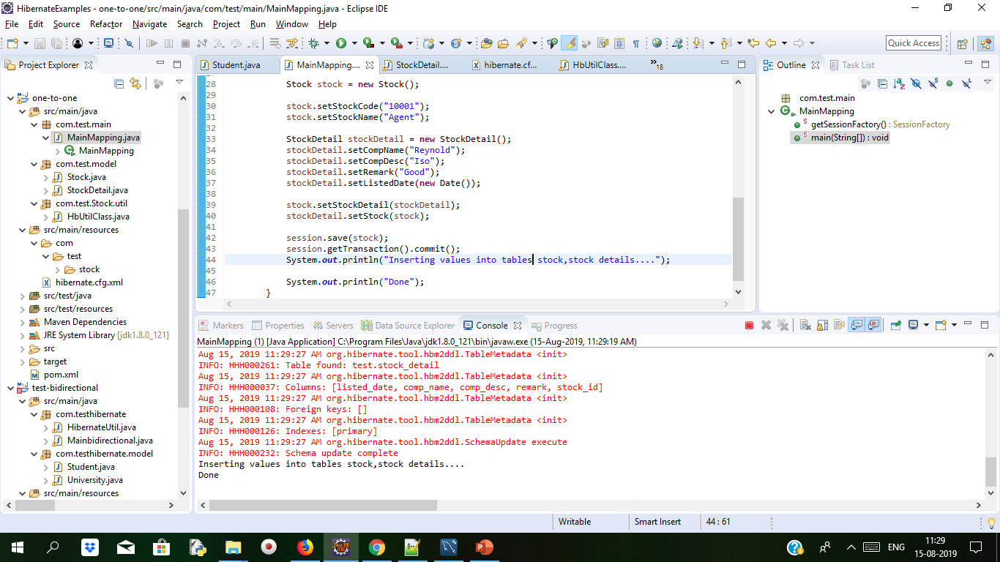 HibernateExamples - one-to-one/src/main/java/com/test/main/MainMapping.java - Eclipse IDE
File Edit Source Refactor Navigate Search Project Run Window Help
Quick Access
Project Explorer
one-to-one
src/main/java
com.test.main
MainMapping.java
MainMapping
com.test.model
Stock.java
StockDetail.java
com.test.Stock.util
HbUtilClass.java
src/main/resources
com
test
stock
hibernate.cfg.xml
src/test/java
src/test/resources
Maven Dependencies
JRE System Library [jdk1.8.0_121]
src
target
pom.xml
test-bidirectional
src/main/java
com.testhibernate
HibernateUtil.java
Mainbidirectional.java
com.testhibernate.model
Student.java
University.java
src/main/resources
Student.java MainMapping.... StockDetail.... hibernate.cf... HbUtilClass.... »18
28 Stock stock = new Stock();
29
30 stock.setStockCode("10001");
31 stock.setStockName("Agent");
32
33 StockDetail stockDetail = new StockDetail();
34 stockDetail.setCompName("Reynold");
35 stockDetail.setCompDesc("Iso");
36 stockDetail.setRemark("Good");
37 stockDetail.setListedDate(new Date());
38
39 stock.setStockDetail(stockDetail);
40 stockDetail.setStock(stock);
41
42 session.save(stock);
43 session.getTransaction().commit();
44 System.out.println("Inserting values into tables stock,stock details....");
45
46 System.out.println("Done");
47 }
Outline Task List
com.test.main
MainMapping
getSessionFactory() : SessionFactory
main(String[]) : void
Markers Properties Servers Data Source Explorer Console Progress
MainMapping (1) [Java Application] C:\Program Files\Java\jdk1.8.0_121\bin\javaw.exe (15-Aug-2019, 11:29:19 AM)
Aug 15, 2019 11:29:27 AM org.hibernate.tool.hbm2ddl.TableMetadata <init>
INFO: HHH000261: Table found: test.stock_detail
Aug 15, 2019 11:29:27 AM org.hibernate.tool.hbm2ddl.TableMetadata <init>
INFO: HHH000037: Columns: [listed_date, comp_name, comp_desc, remark, stock_id]
Aug 15, 2019 11:29:27 AM org.hibernate.tool.hbm2ddl.TableMetadata <init>
INFO: HHH000108: Foreign keys: []
Aug 15, 2019 11:29:27 AM org.hibernate.tool.hbm2ddl.TableMetadata <init>
INFO: HHH000126: Indexes: [primary]
Aug 15, 2019 11:29:27 AM org.hibernate.tool.hbm2ddl.SchemaUpdate execute
INFO: HHH000232: Schema update complete
Inserting values into tables stock,stock details....
Done
Writable Smart Insert 44 : 61
ENG
11:29
15-08-2019